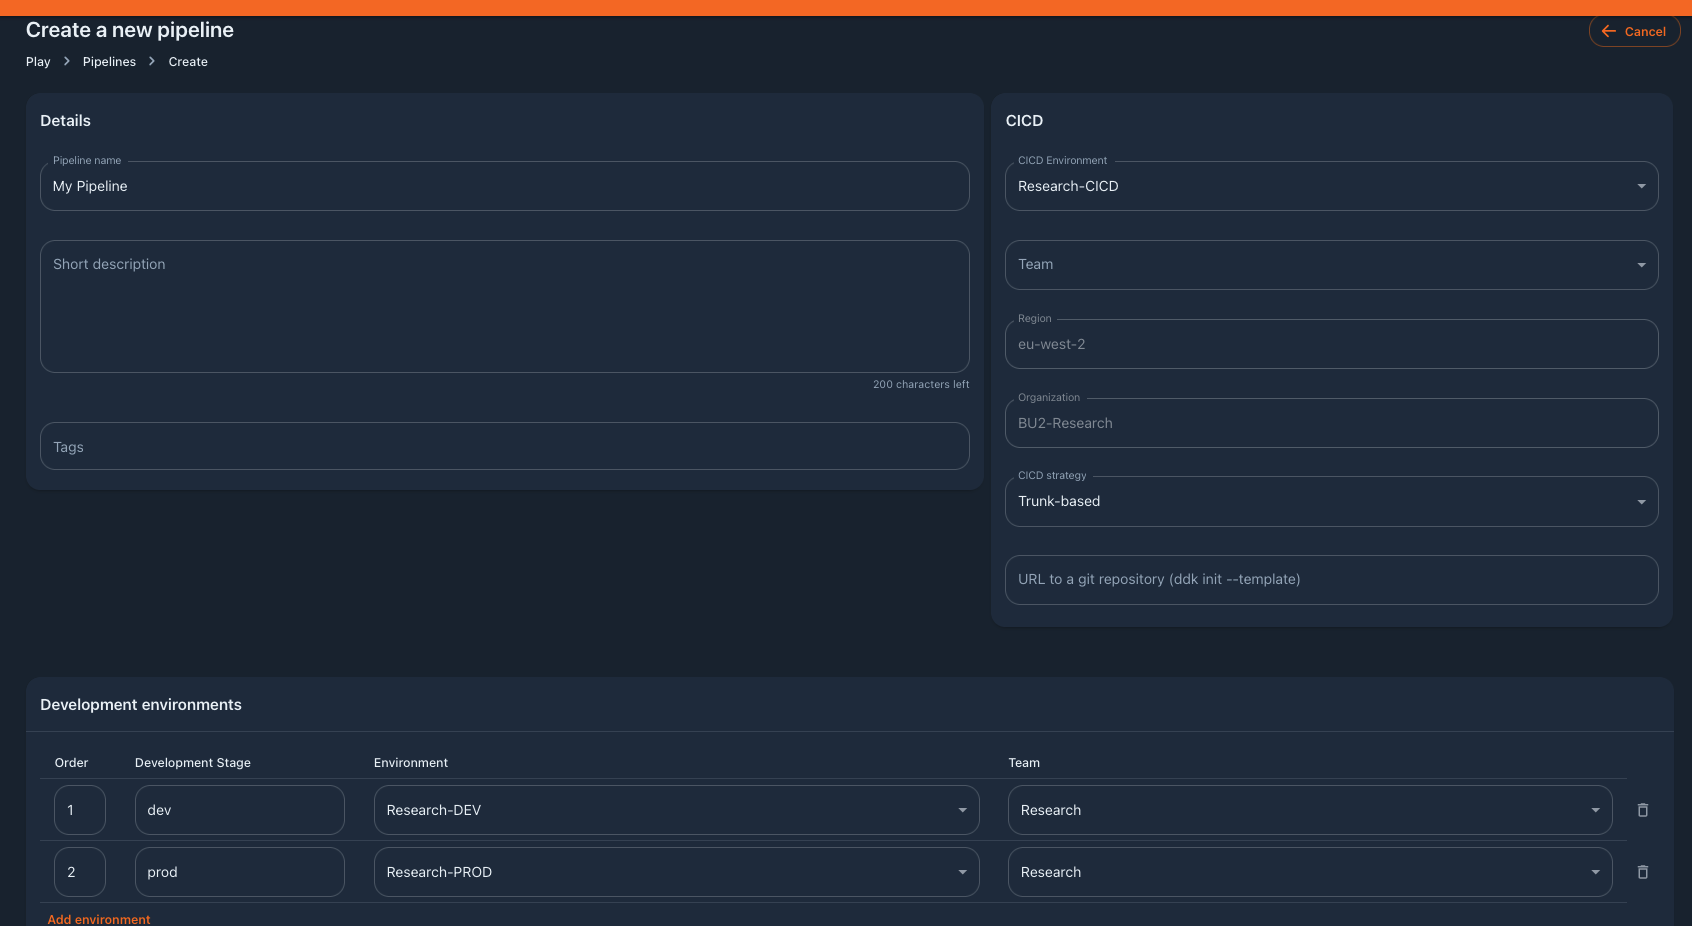 Create a new pipeline
Cancel
Play > Pipelines > Create
Details
Pipeline name
My Pipeline
Short description
200 characters left
Tags
CICD
CICD Environment
Research-CICD
Team
Region
eu-west-2
Organization
BU2-Research
CICD strategy
Trunk-based
URL to a git repository (ddk init --template)
Development environments
Order Development Stage Environment Team
1 dev Research-DEV Research
2 prod Research-PROD Research
Add environment